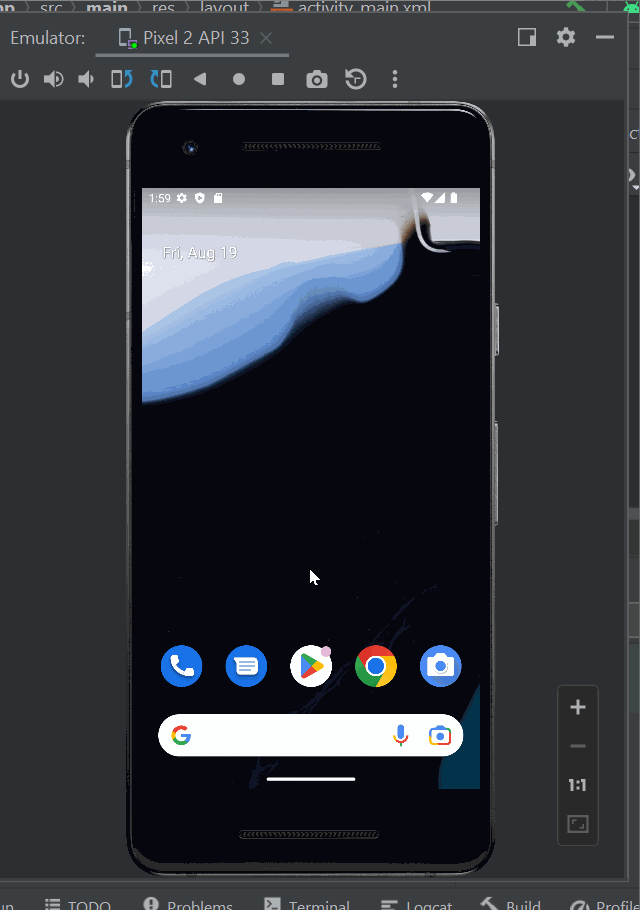 src main res layout activity_main.xml
Emulator: Pixel 2 API 33
1:59
Fri, Aug 19
1:1
TODO Problems Terminal Logcat Build